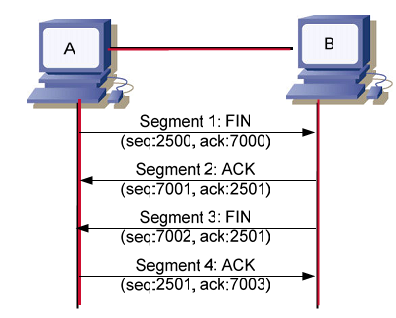 A
B
Segment 1: FIN
(sec:2500, ack:7000)
Segment 2: ACK
(sec:7001, ack:2501)
Segment 3: FIN
(sec:7002, ack:2501)
Segment 4: ACK
(sec:2501, ack:7003)